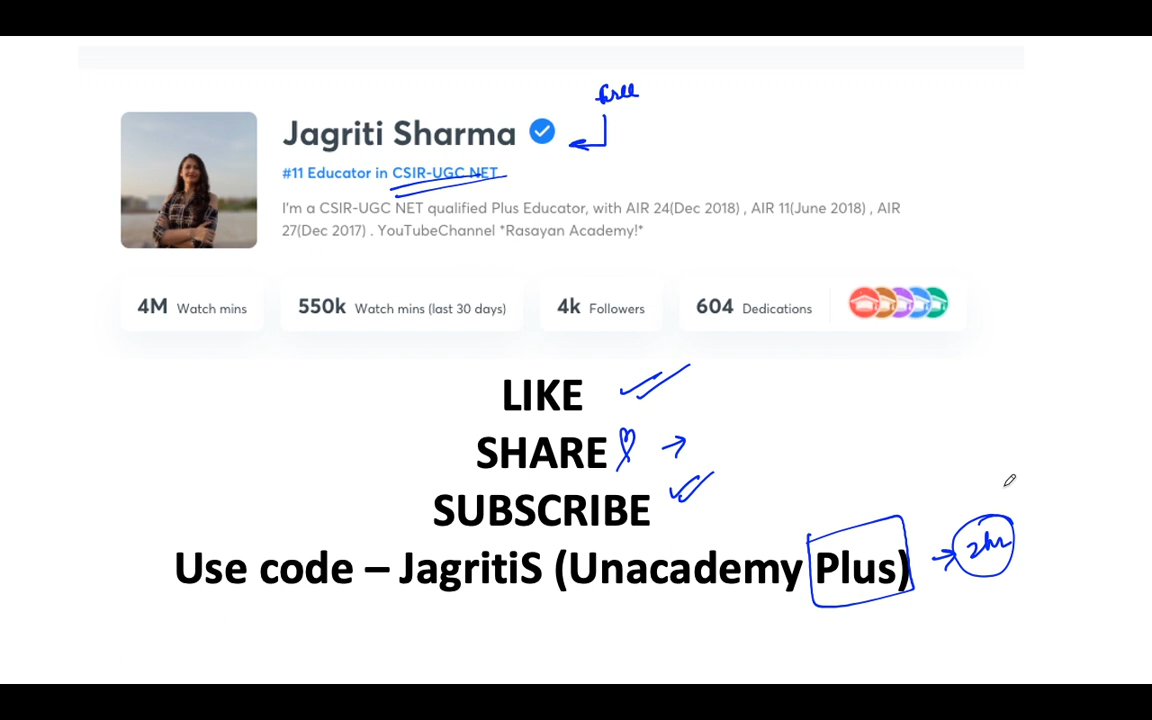 free
Jagriti Sharma
#11 Educator in CSIR-UGC NET
I'm a CSIR-UGC NET qualified Plus Educator, with AIR 24(Dec 2018) , AIR 11(June 2018) , AIR
27(Dec 2017) . YouTubeChannel *Rasayan Academy!*
4M Watch mins 550k Watch mins (last 30 days) 4k Followers 604 Dedications
LIKE
SHARE
SUBSCRIBE
Use code – JagritiS (Unacademy Plus) → 2hr